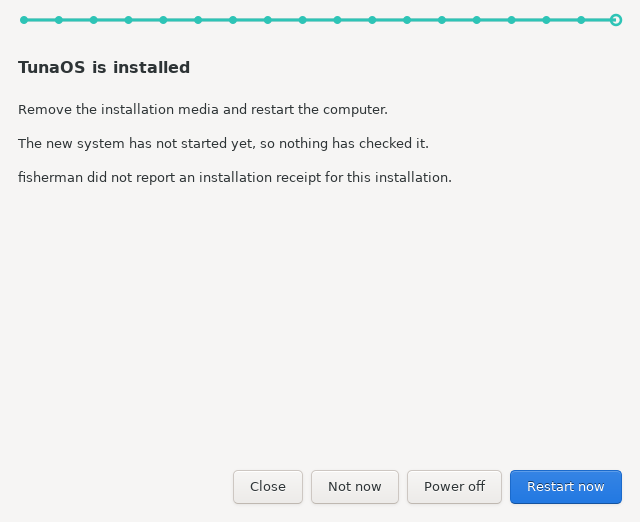 TunaOS is installed
Remove the installation media and restart the computer.
The new system has not started yet, so nothing has checked it.
fisherman did not report an installation receipt for this installation.
Close
Not now
Power off
Restart now